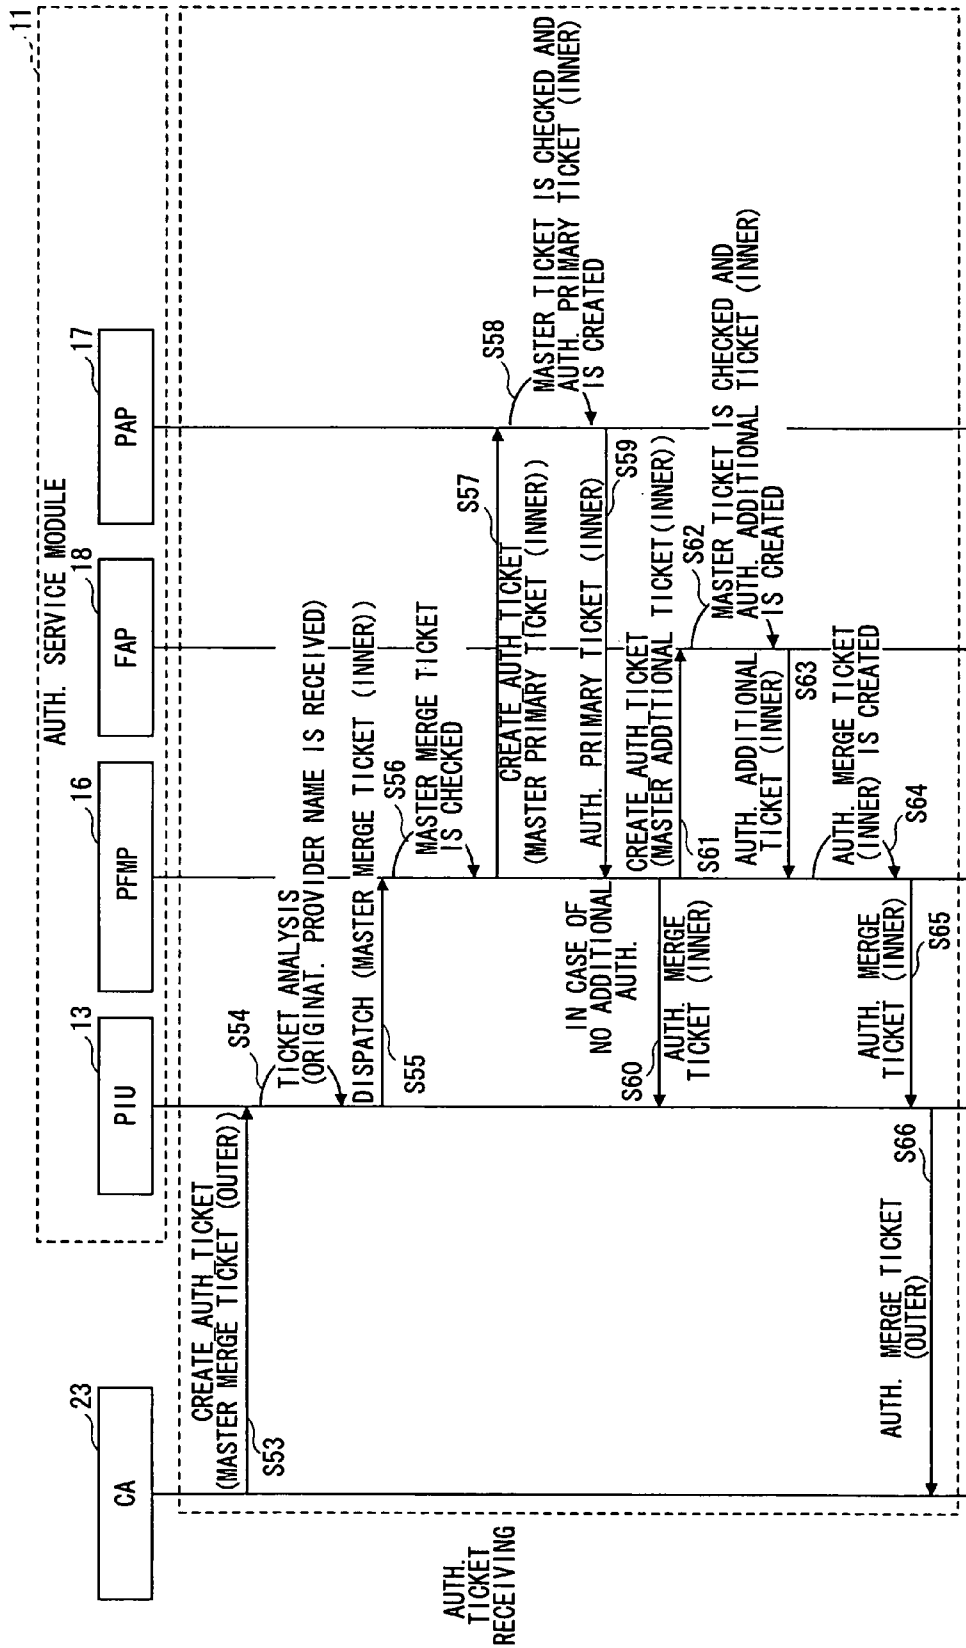 11
AUTH. SERVICE MODULE
23
CA
13
PIU
16
PFMP
18
FAP
17
PAP
AUTH.
TICKET
RECEIVING
CREATE_AUTH_TICKET
(MASTER MERGE TICKET (OUTER))
S53
S54
TICKET ANALYSIS
(ORIGINAT. PROVIDER NAME IS RECEIVED)
DISPATCH (MASTER MERGE TICKET (INNER))
S55
S56
MASTER MERGE TICKET
IS CHECKED
S57
CREATE_AUTH_TICKET
(MASTER PRIMARY TICKET (INNER))
S58
MASTER TICKET IS CHECKED AND
AUTH. PRIMARY TICKET (INNER)
IS CREATED
AUTH. PRIMARY TICKET (INNER)
S59
IN CASE OF
NO ADDITIONAL
AUTH.
S60
AUTH. MERGE
TICKET (INNER)
CREATE_AUTH_TICKET
(MASTER ADDITIONAL TICKET(INNER))
S61
S62
MASTER TICKET IS CHECKED AND
AUTH. ADDITIONAL TICKET (INNER)
IS CREATED
AUTH. ADDITIONAL
TICKET (INNER)
S63
AUTH. MERGE TICKET
(INNER) IS CREATED
S64
AUTH. MERGE
TICKET (INNER)
S65
S66
AUTH. MERGE TICKET
(OUTER)